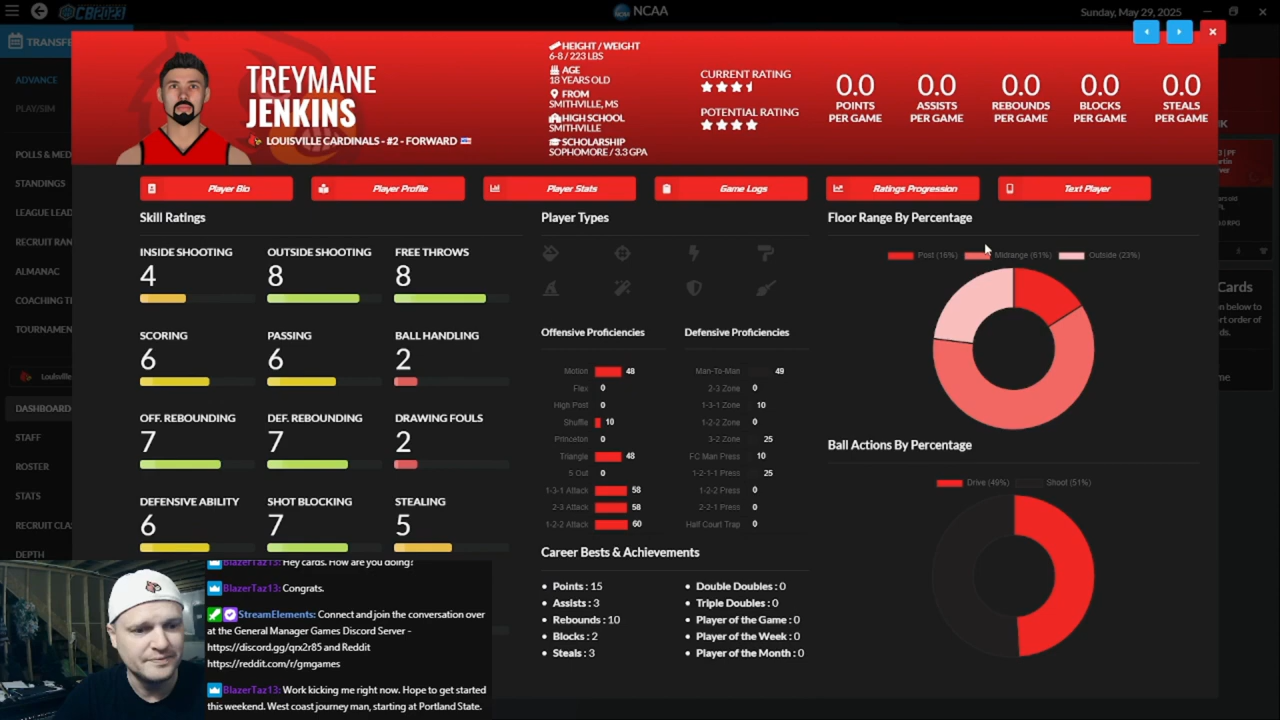 CB2023
NCAA
Sunday, May 29, 2025
TRANSFE
ADVANCE
PLAY/SIM
POLLS & MED
STANDINGS
LEAGUE LEAD
RECRUIT RAN
ALMANAC
COACHING TI
TOURNAMEN
Louisville
DASHBOARD
STAFF
ROSTER
STATS
RECRUIT CLA
DEPTH
TREYMANE
JENKINS
LOUISVILLE CARDINALS - #2 - FORWARD
HEIGHT / WEIGHT
6-8 / 223 LBS
AGE
18 YEARS OLD
FROM
SMITHVILLE, MS
HIGH SCHOOL
SMITHVILLE
SCHOLARSHIP
SOPHOMORE / 3.3 GPA
CURRENT RATING
POTENTIAL RATING
0.0
POINTS
PER GAME
0.0
ASSISTS
PER GAME
0.0
REBOUNDS
PER GAME
0.0
BLOCKS
PER GAME
0.0
STEALS
PER GAME
Player Bio
Player Profile
Player Stats
Game Logs
Ratings Progression
Text Player
Skill Ratings
INSIDE SHOOTING
4
OUTSIDE SHOOTING
8
FREE THROWS
8
SCORING
6
PASSING
6
BALL HANDLING
2
OFF. REBOUNDING
7
DEF. REBOUNDING
7
DRAWING FOULS
2
DEFENSIVE ABILITY
6
SHOT BLOCKING
7
STEALING
5
Player Types
Offensive Proficiencies
Motion 48
Flex 0
High Post 0
Shuffle 10
Princeton 0
Triangle 48
5 Out 0
1-3-1 Attack 58
2-3 Attack 58
1-2-2 Attack 60
Defensive Proficiencies
Man-To-Man 49
2-3 Zone 0
1-3-1 Zone 10
1-2-2 Zone 0
3-2 Zone 25
FC Man Press 10
1-2-1-1 Press 25
1-2-2 Press 0
2-2-1 Press 0
Half Court Trap 0
Career Bests & Achievements
• Points : 15
• Assists : 3
• Rebounds : 10
• Blocks : 2
• Steals : 3
• Double Doubles : 0
• Triple Doubles : 0
• Player of the Game : 0
• Player of the Week : 0
• Player of the Month : 0
Floor Range By Percentage
Post (16%) Midrange (61%) Outside (23%)
Ball Actions By Percentage
Drive (49%) Shoot (51%)
Cards
BlazerTaz13: Hey cards. How are you doing?
BlazerTaz13: Congrats.
StreamElements: Connect and join the conversation over
at the General Manager Games Discord Server -
https://discord.gg/qrx2r85 and Reddit
https://reddit.com/r/gmgames
BlazerTaz13: Work kicking me right now. Hope to get started
this weekend. West coast journey man, starting at Portland State.